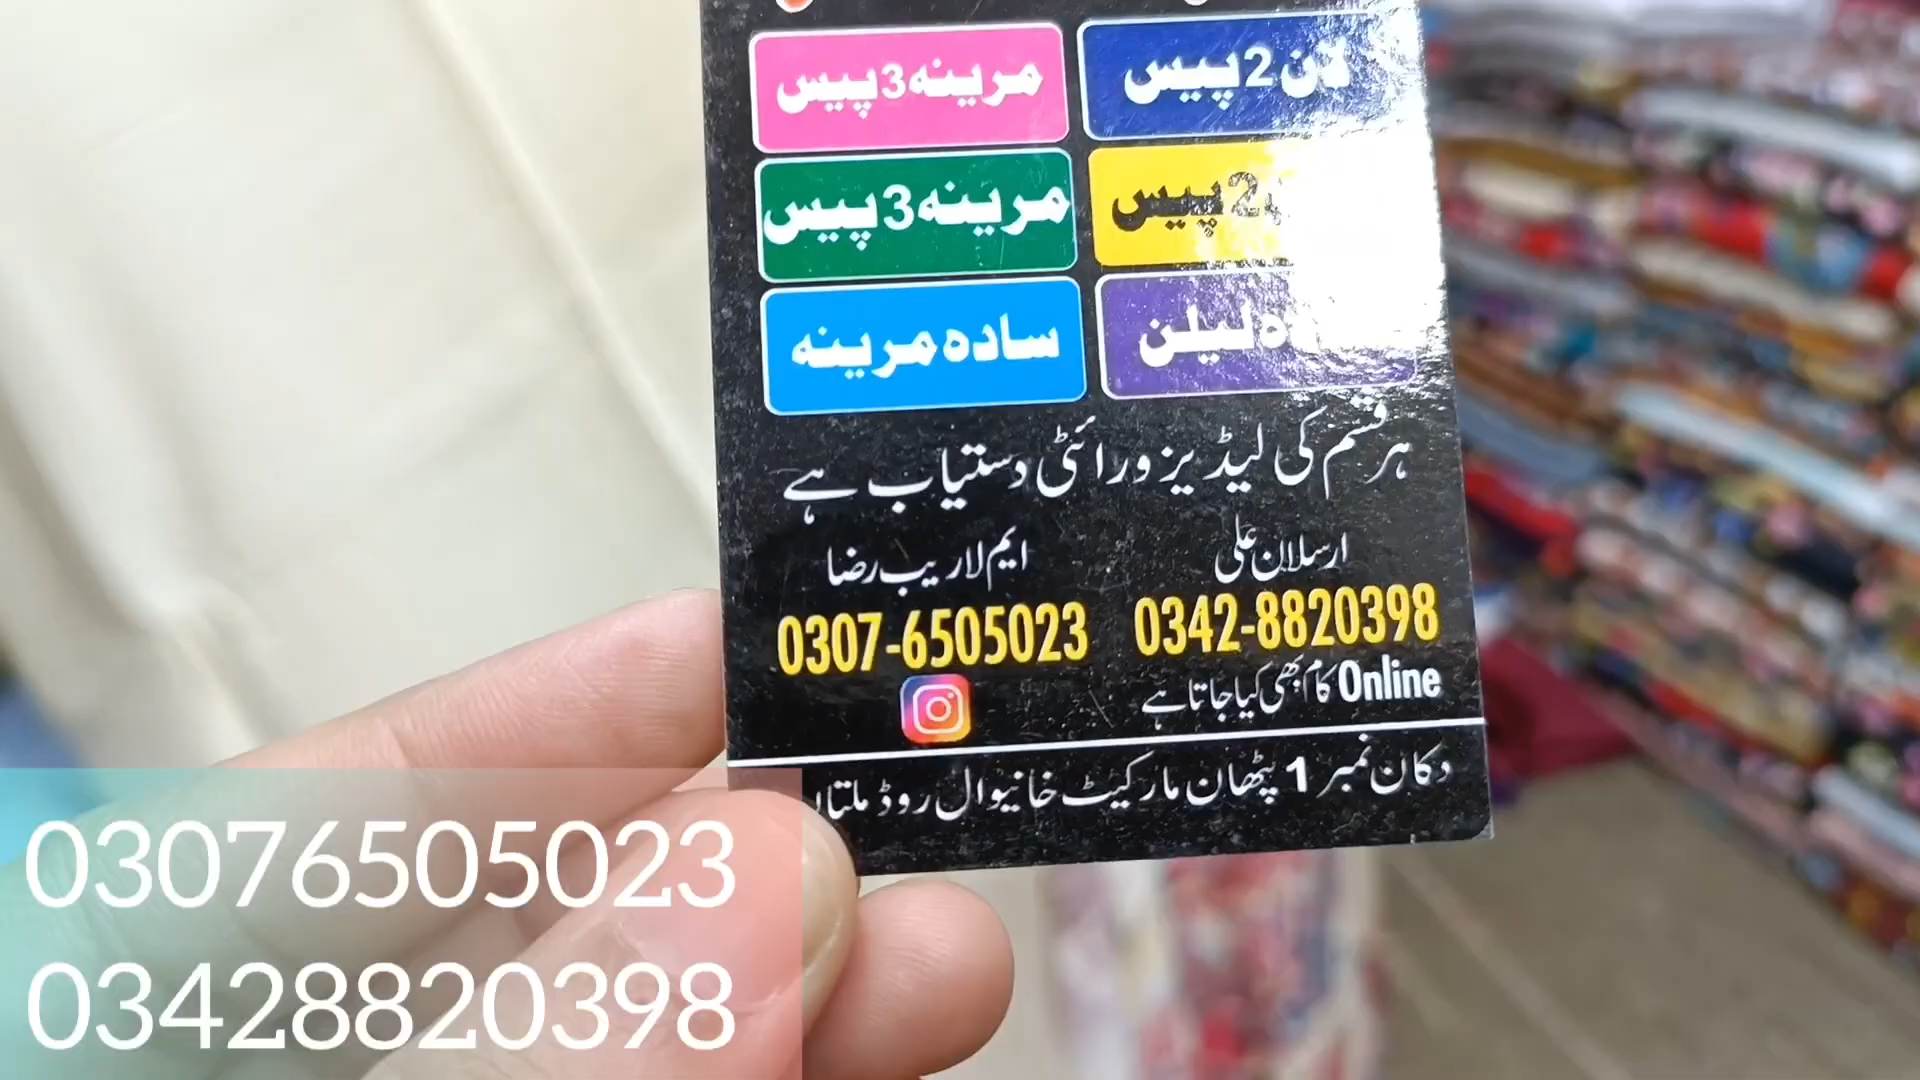 لان 2 پیس
مرینہ 3 پیس
2 پیس
مرینہ 3 پیس
لیلن
سادہ مرینہ
ہر قسم کی لیڈیز ورائٹی دستیاب ہے
ارسلان علی
ایم لاریب رضا
0342-8820398
0307-6505023
Online کام بھی کیا جاتا ہے
دکان نمبر 1 پٹھان مارکیٹ خانیوال روڈ ملتان
03076505023
03428820398